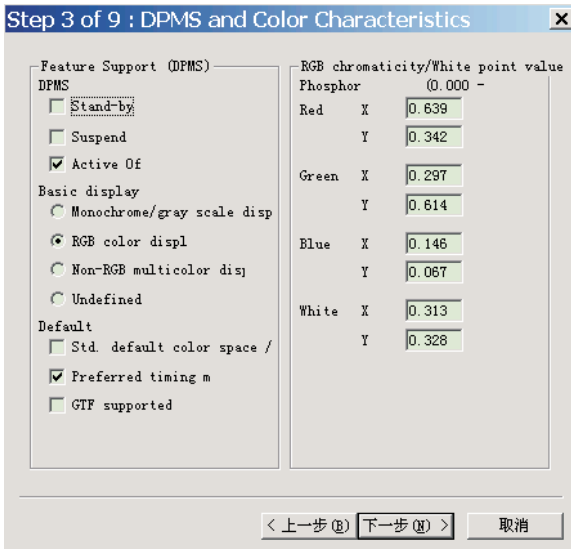 Step 3 of 9 : DPMS and Color Characteristics
Feature Support (DPMS)
DPMS
Stand-by
Suspend
Active Of
Basic display
Monochrome/gray scale disp
RGB color displ
Non-RGB multicolor dis
Undefined
Default
Std. default color space /
Preferred timing m
GTF supported
RGB chromaticity/White point value
Phosphor (0.000 -
Red X 0.639
Y 0.342
Green X 0.297
Y 0.614
Blue X 0.146
Y 0.067
White X 0.313
Y 0.328
< 上一步(B) 下一步(N) > 取消